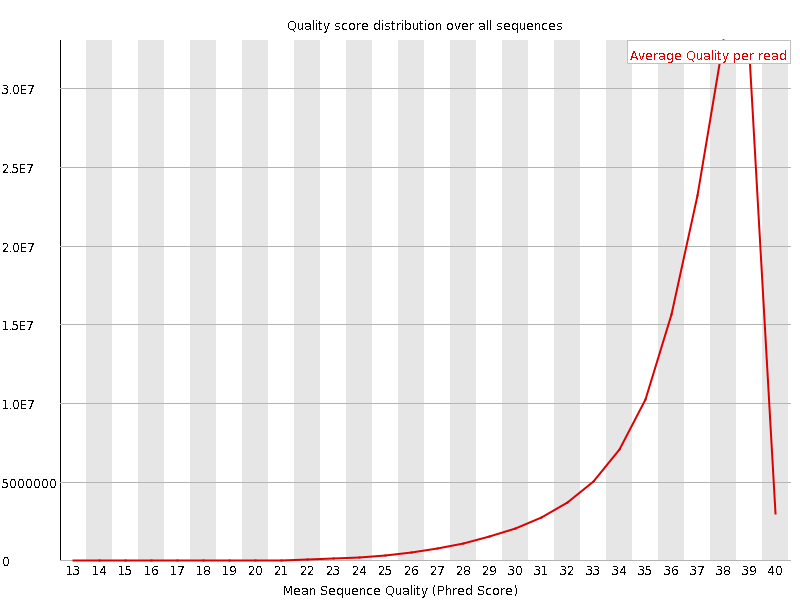 Quality score distribution over all sequences
Average Quality per read
3.0E7
2.5E7
2.0E7
1.5E7
1.0E7
5000000
0
13 14 15 16 17 18 19 20 21 22 23 24 25 26 27 28 29 30 31 32 33 34 35 36 37 38 39 40
Mean Sequence Quality (Phred Score)